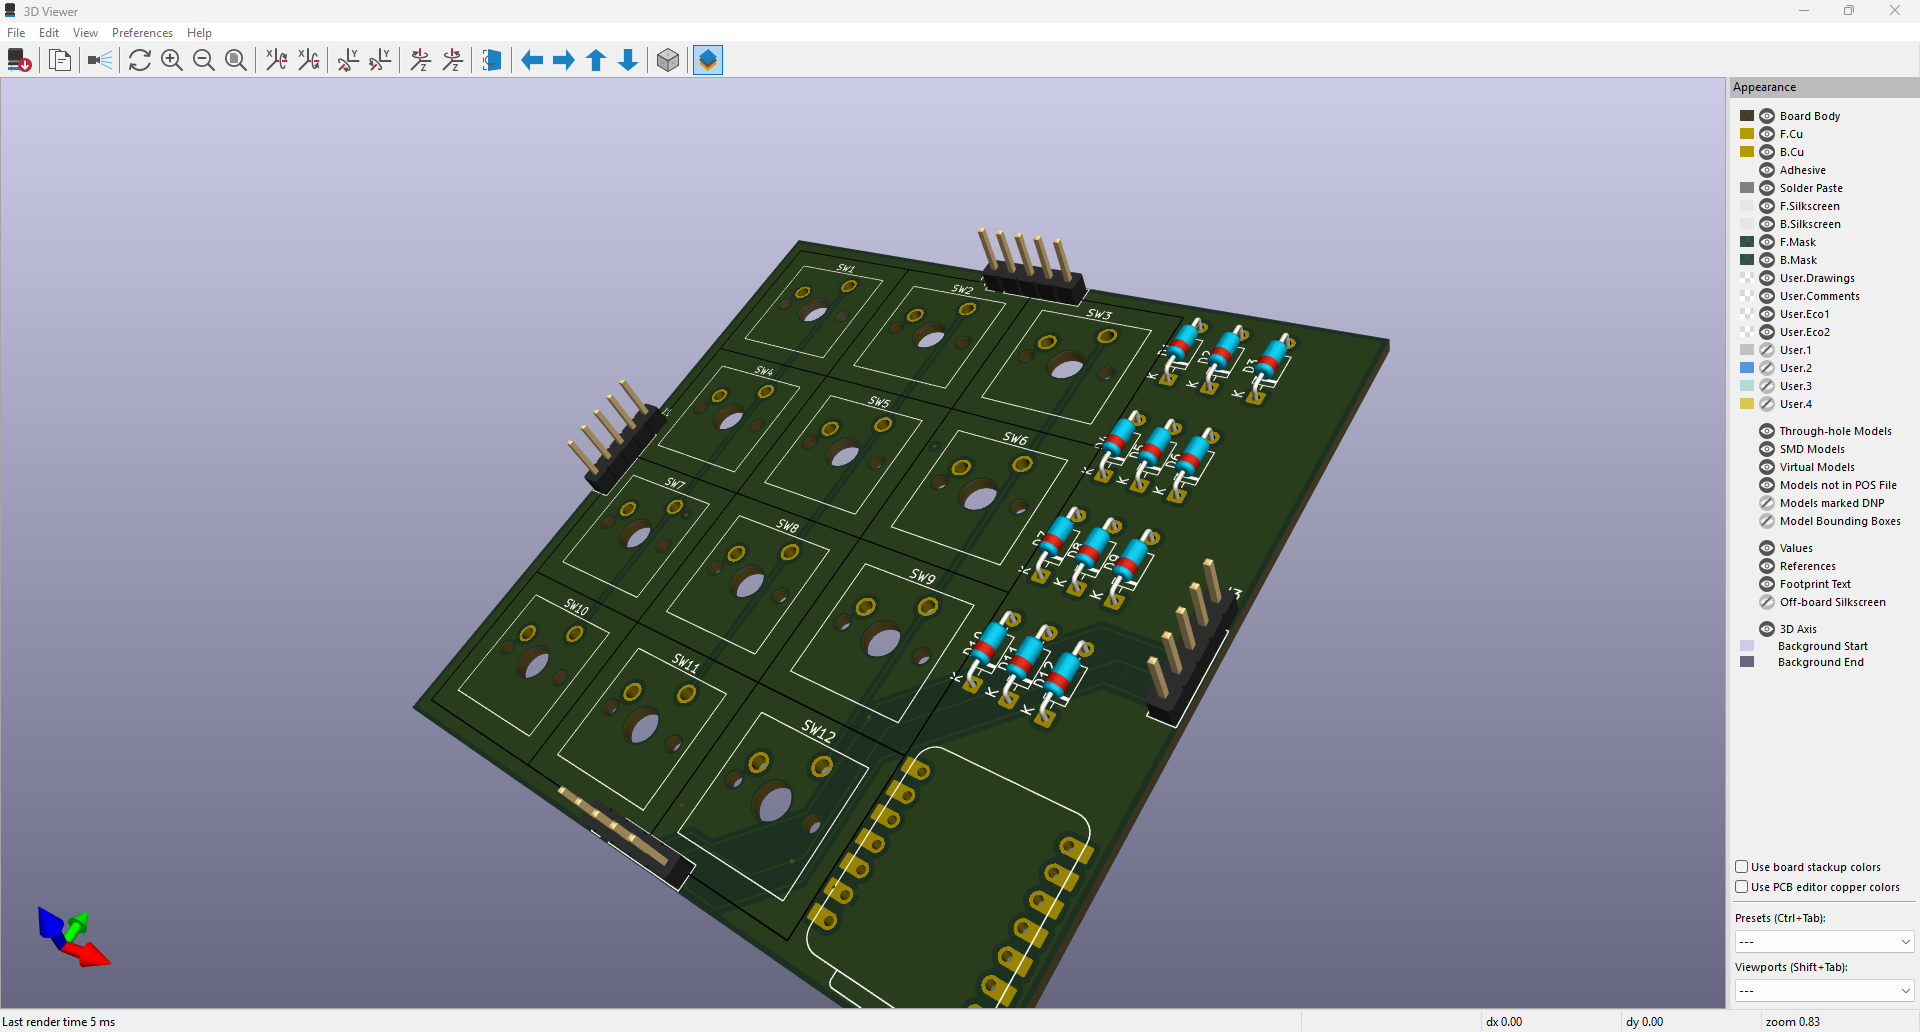 3D Viewer
File Edit View Preferences Help
Appearance
Board Body
F.Cu
B.Cu
Adhesive
Solder Paste
F.Silkscreen
B.Silkscreen
F.Mask
B.Mask
User.Drawings
User.Comments
User.Eco1
User.Eco2
User.1
User.2
User.3
User.4
Through-hole Models
SMD Models
Virtual Models
Models not in POS File
Models marked DNP
Model Bounding Boxes
Values
References
Footprint Text
Off-board Silkscreen
3D Axis
Background Start
Background End
Use board stackup colors
Use PCB editor copper colors
Presets (Ctrl+Tab):
---
Viewports (Shift+Tab):
---
SW1
SW2
SW3
SW4
SW5
SW6
SW7
SW8
SW9
SW10
SW11
SW12
D2
D3
K
K
K
K
K
K
K
K
K
D8
D11
D12
Last render time 5 ms
dx 0.00
dy 0.00
zoom 0.83